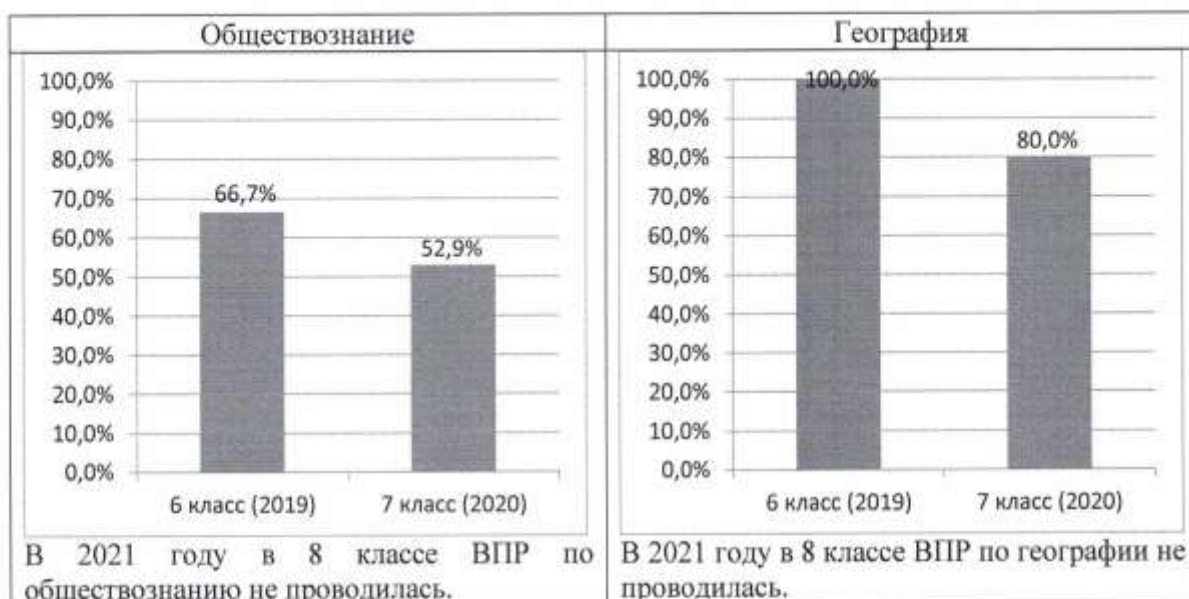 Обществознание
100,0%
90,0%
80,0%
70,0%
60,0%
50,0%
40,0%
30,0%
20,0%
10,0%
0,0%
66,7%
52,9%
6 класс (2019)
7 класс (2020)
В 2021 году в 8 классе ВПР по
обществознанию не проводилась.
География
100,0%
90,0%
80,0%
70,0%
60,0%
50,0%
40,0%
30,0%
20,0%
10,0%
0,0%
100,0%
80,0%
6 класс (2019)
7 класс (2020)
В 2021 году в 8 классе ВПР по географии не
проводилась.